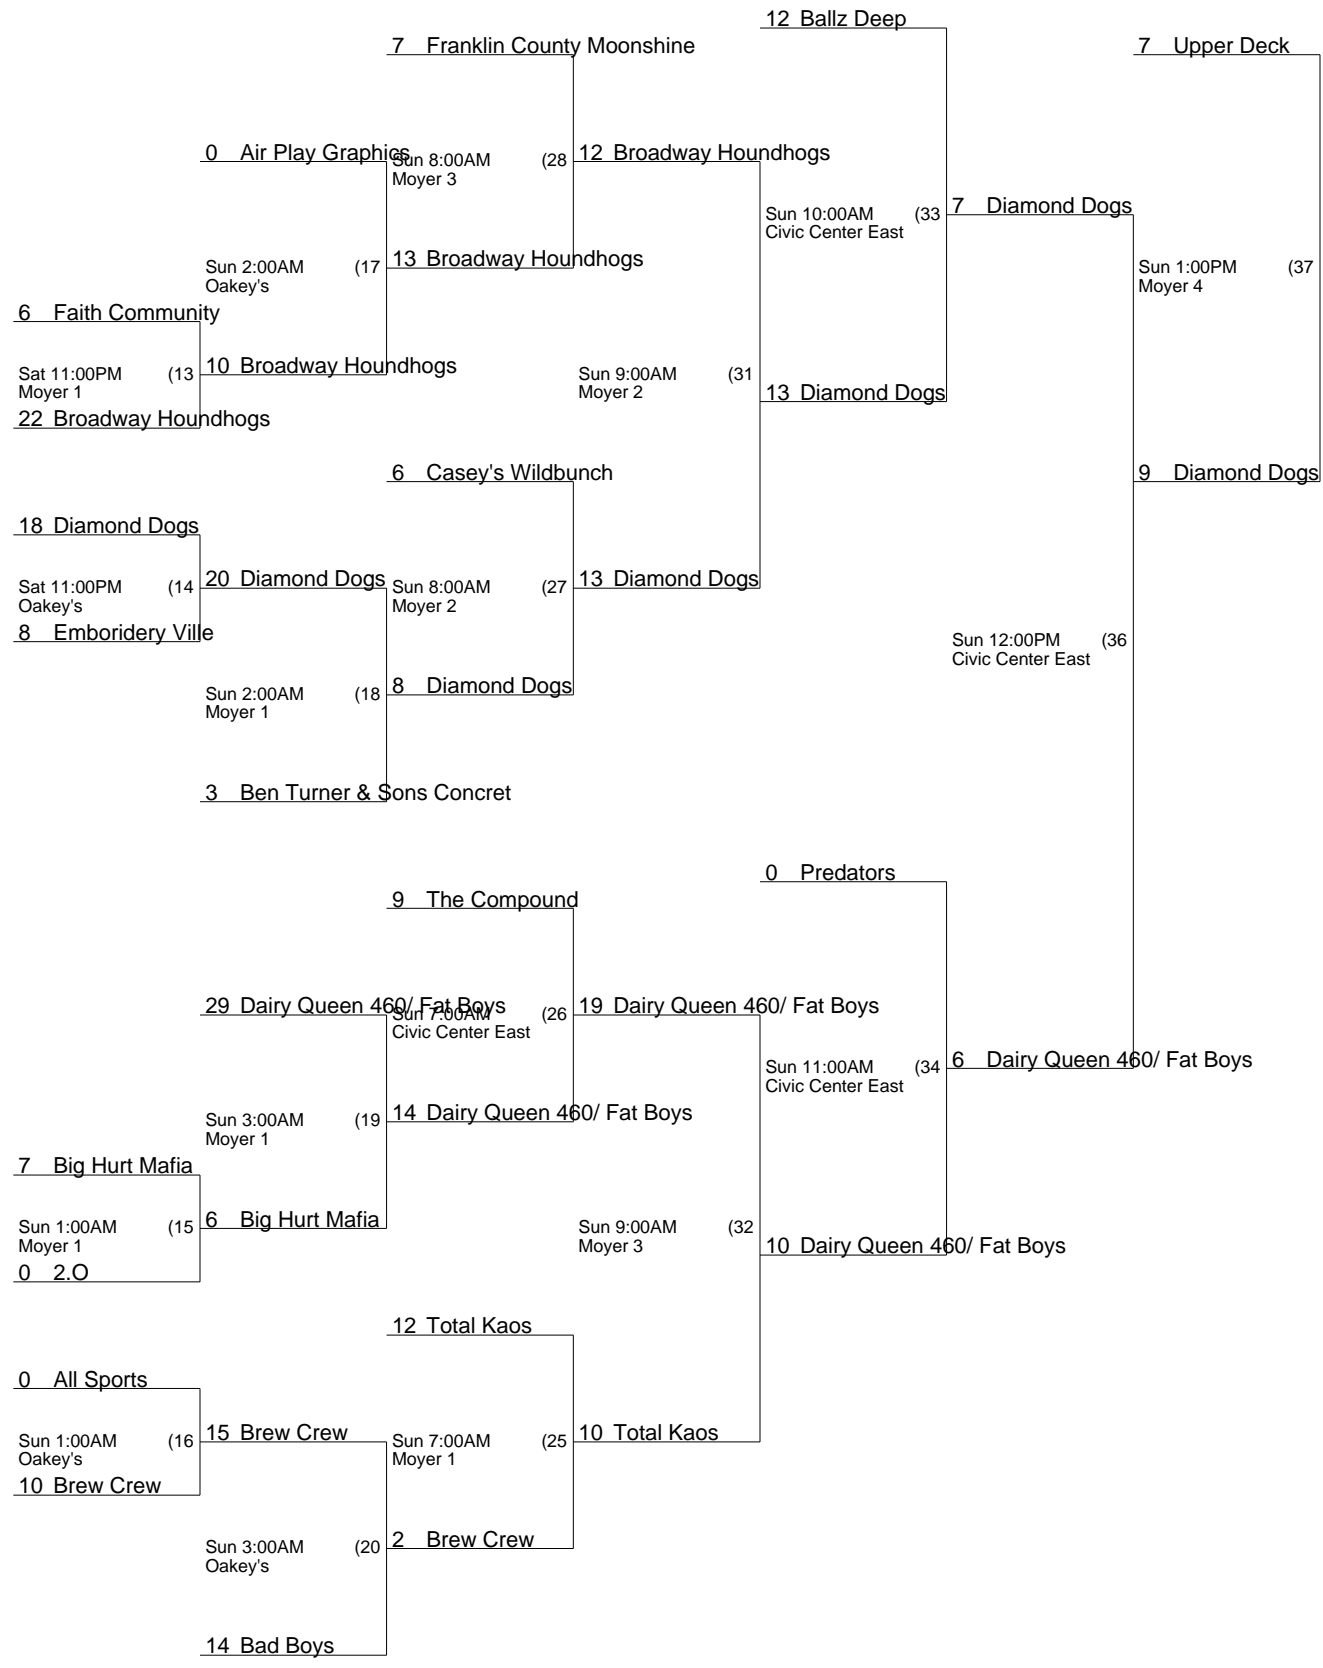 12 Ballz Deep
7 Franklin County Moonshine
7 Upper Deck
0 Air Play Graphics
Sun 8:00AM (28
Moyer 3
12 Broadway Houndhogs
Sun 10:00AM (33
Civic Center East
7 Diamond Dogs
Sun 2:00AM (17
Oakey's
13 Broadway Houndhogs
Sun 1:00PM (37
Moyer 4
6 Faith Community
Sat 11:00PM (13
Moyer 1
10 Broadway Houndhogs
Sun 9:00AM (31
Moyer 2
13 Diamond Dogs
22 Broadway Houndhogs
6 Casey's Wildbunch
9 Diamond Dogs
18 Diamond Dogs
Sat 11:00PM (14
Oakey's
20 Diamond Dogs
Sun 8:00AM (27
Moyer 2
13 Diamond Dogs
8 Emboridery Ville
Sun 12:00PM (36
Civic Center East
Sun 2:00AM (18
Moyer 1
8 Diamond Dogs
3 Ben Turner & Sons Concret
0 Predators
9 The Compound
29 Dairy Queen 460/ Fat Boys
Sun 7:00AM (26
Civic Center East
19 Dairy Queen 460/ Fat Boys
Sun 11:00AM (34
Civic Center East
6 Dairy Queen 460/ Fat Boys
Sun 3:00AM (19
Moyer 1
14 Dairy Queen 460/ Fat Boys
7 Big Hurt Mafia
Sun 1:00AM (15
Moyer 1
6 Big Hurt Mafia
Sun 9:00AM (32
Moyer 3
10 Dairy Queen 460/ Fat Boys
0 2.O
12 Total Kaos
0 All Sports
Sun 1:00AM (16
Oakey's
15 Brew Crew
Sun 7:00AM (25
Moyer 1
10 Total Kaos
10 Brew Crew
Sun 3:00AM (20
Oakey's
2 Brew Crew
14 Bad Boys